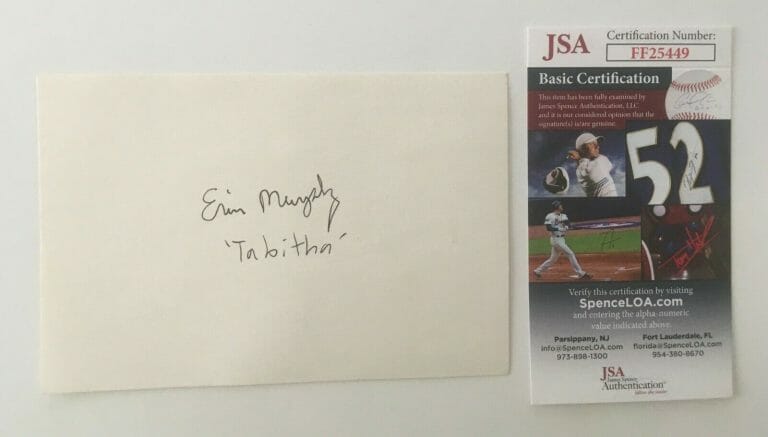 Erin Murphy
'Tabitha'
JSA Certification Number:
FF25449
Basic Certification
This item has been fully examined by
James Spence Authentication, LLC
and it is our considered opinion that the
signature(s) is/are genuine.
52
Verify this certification by visiting
SpenceLOA.com
and entering the alpha-numeric
value indicated above.
Parsippany, NJ
info@SpenceLOA.com
973-898-1300
Fort Lauderdale, FL
florida@SpenceLOA.com
954-380-8670
JSA
James Spence
Authentication